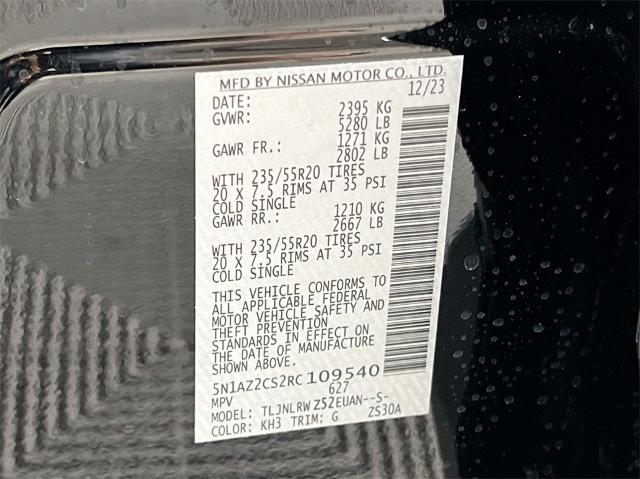 MFD BY NISSAN MOTOR CO., LTD.
DATE: 12/23
GVWR: 2395 KG
5280 LB
GAWR FR.: 1271 KG
2802 LB
WITH 235/55R20 TIRES
20 X 7.5 RIMS AT 35 PSI
COLD SINGLE
GAWR RR.: 1210 KG
2667 LB
WITH 235/55R20 TIRES
20 X 7.5 RIMS AT 35 PSI
COLD SINGLE
THIS VEHICLE CONFORMS TO
ALL APPLICABLE FEDERAL
MOTOR VEHICLE SAFETY AND
THEFT PREVENTION
STANDARDS IN EFFECT ON
THE DATE OF MANUFACTURE
SHOWN ABOVE.
5N1AZ2CS2RC109540
MPV 627
MODEL: TLJNLRW Z52EUAN--S-
COLOR: KH3 TRIM: G ZS30A